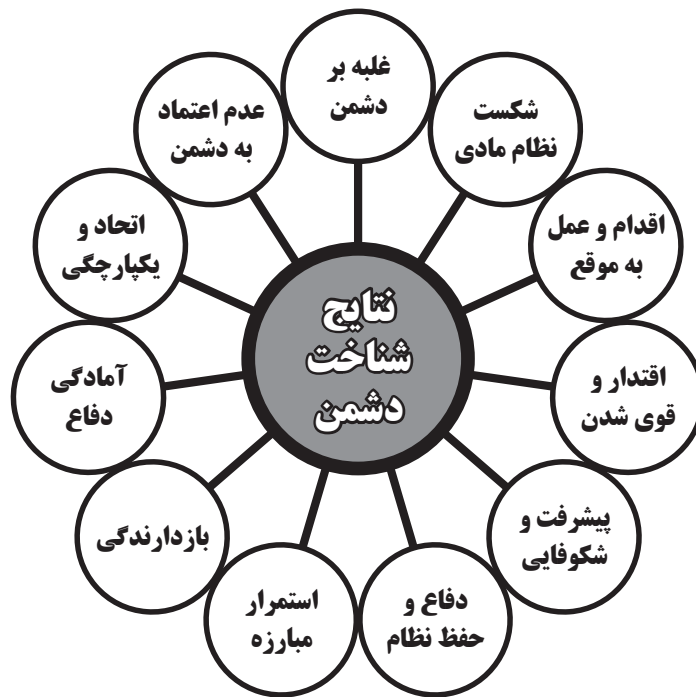 نتایج
شناخت
دشمن
غلبه بر
دشمن
شکست
نظام مادی
اقدام و عمل
به موقع
اقتدار و
قوی شدن
پیشرفت و
شکوفایی
دفاع و
حفظ نظام
استمرار
مبارزه
بازدارندگی
آمادگی
دفاع
اتحاد و
یکپارچگی
عدم اعتماد
به دشمن